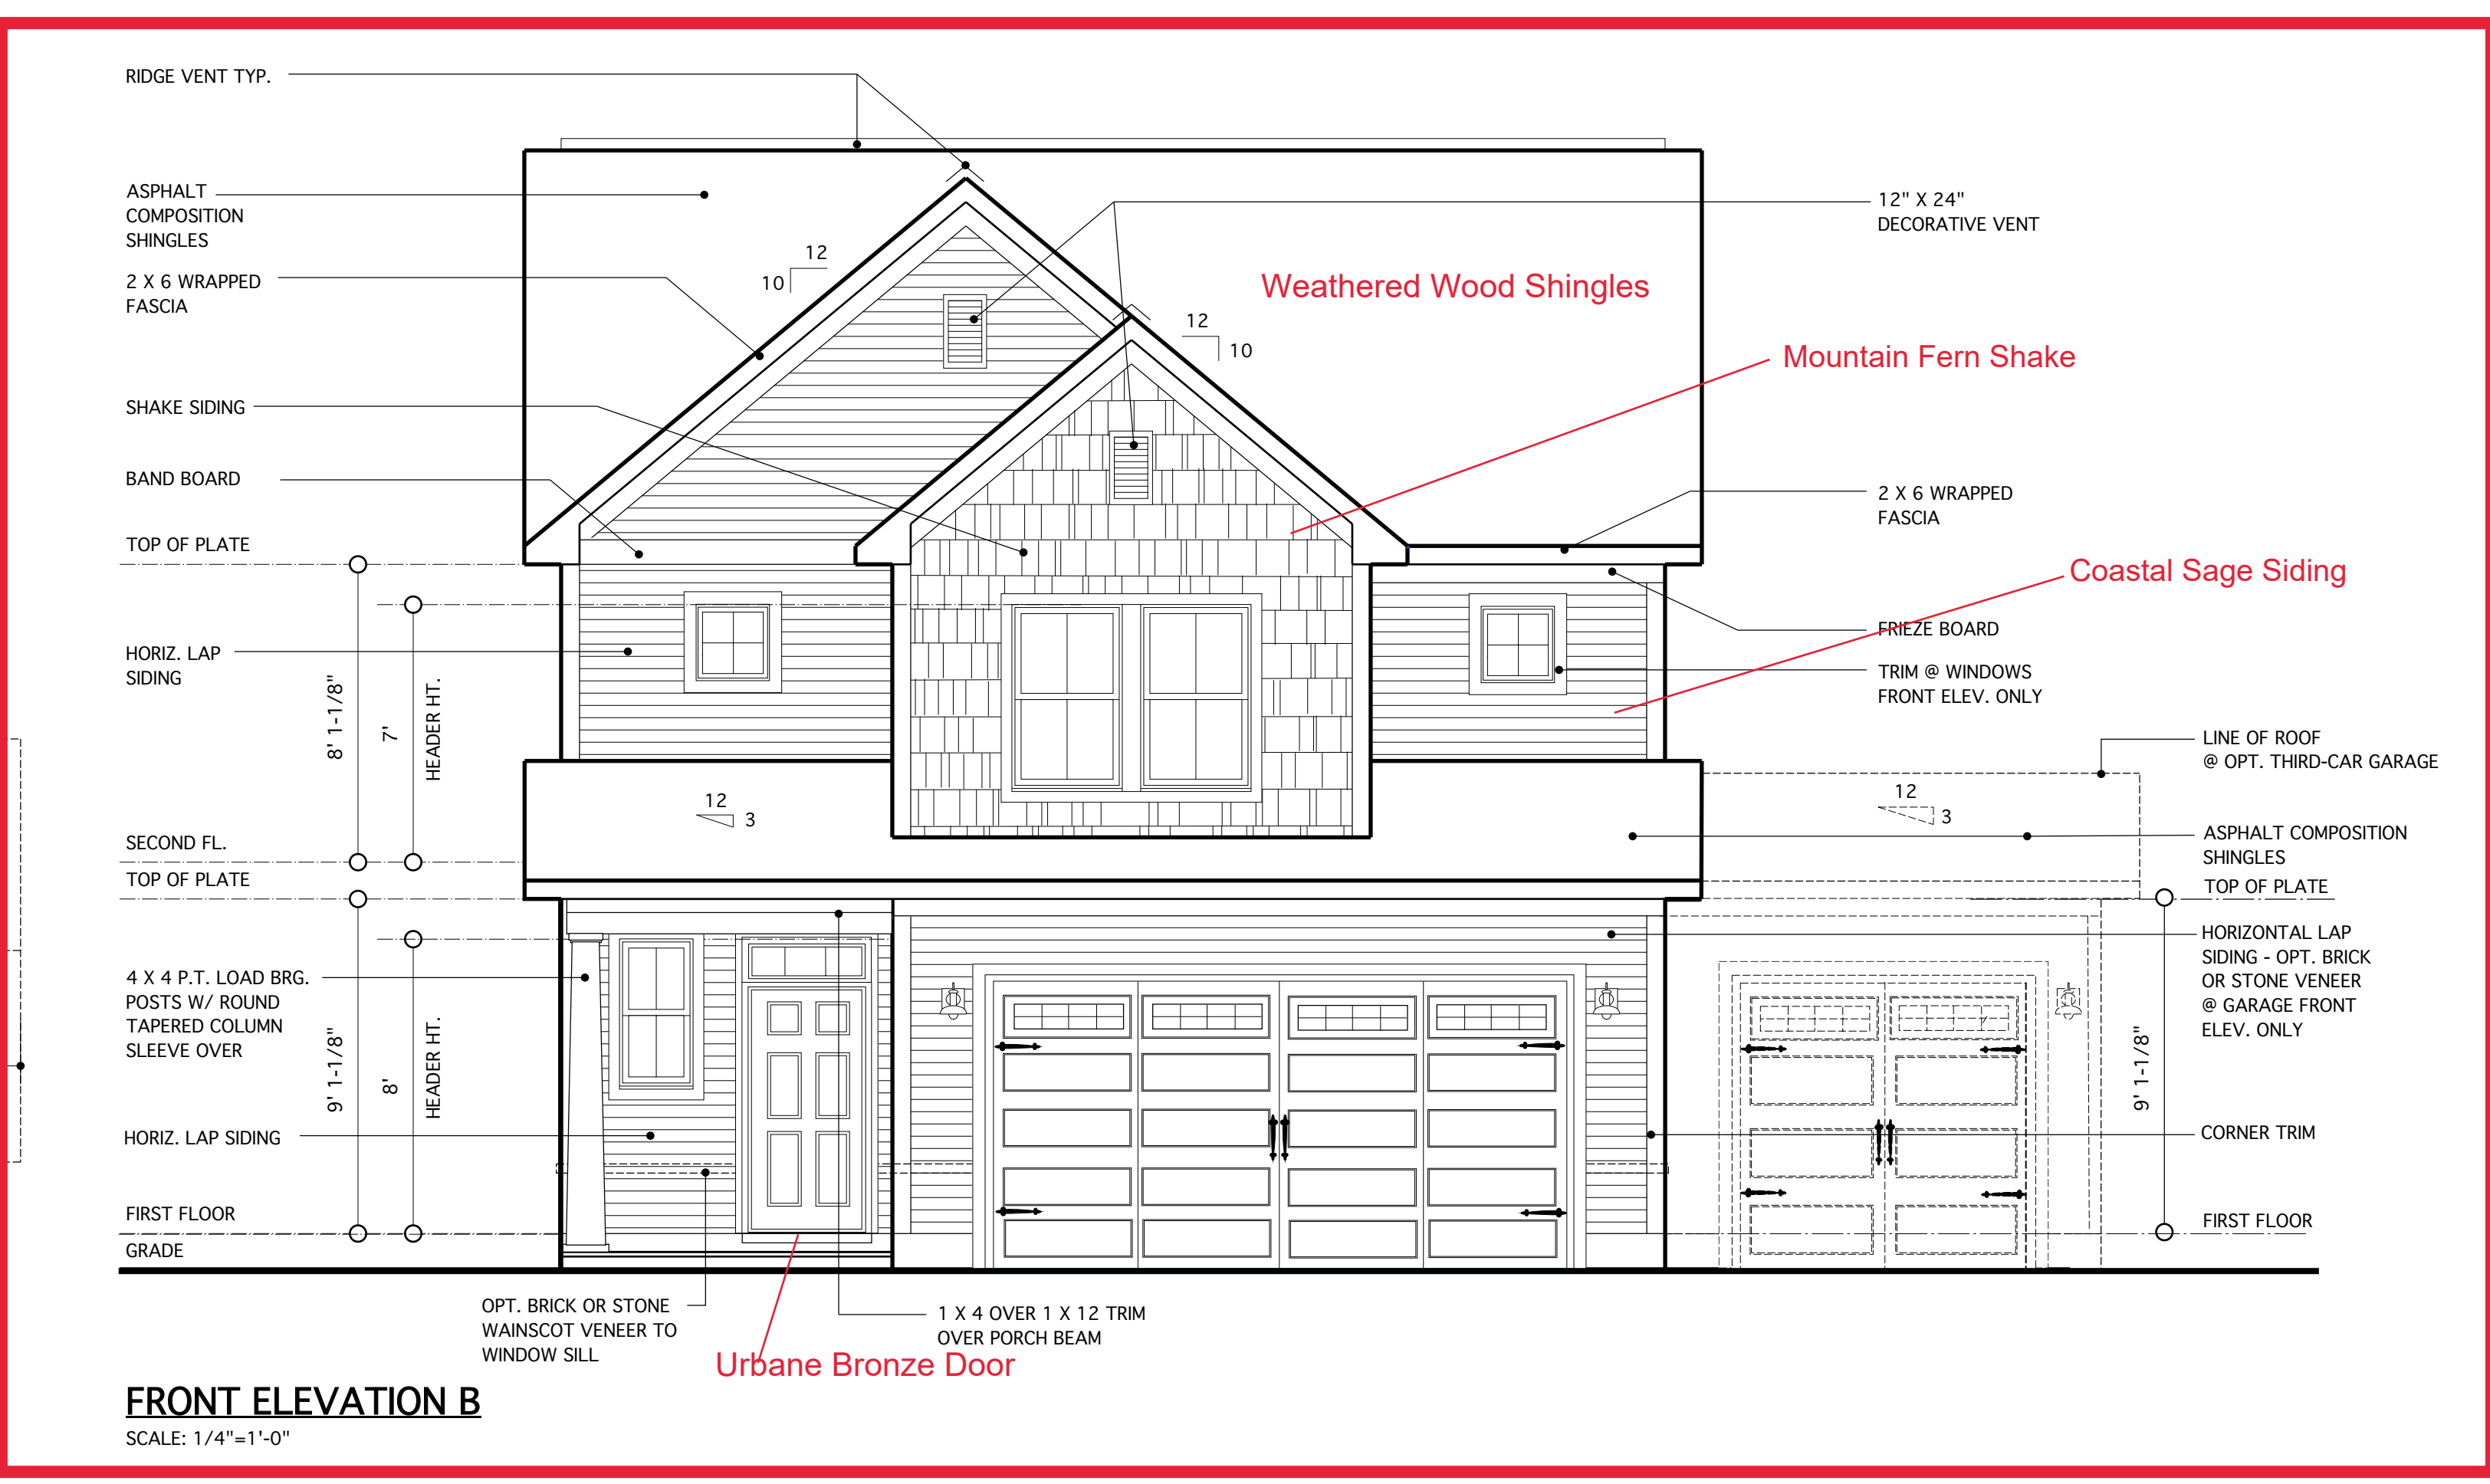 RIDGE VENT TYP.
ASPHALT
COMPOSITION
SHINGLES
2 X 6 WRAPPED
FASCIA
SHAKE SIDING
BAND BOARD
TOP OF PLATE
HORIZ. LAP
SIDING
8' 1-1/8"
7'
HEADER HT.
SECOND FL.
TOP OF PLATE
4 X 4 P.T. LOAD BRG.
POSTS W/ ROUND
TAPERED COLUMN
SLEEVE OVER
9' 1-1/8"
8'
HEADER HT.
HORIZ. LAP SIDING
FIRST FLOOR
GRADE
12
10
12
10
12
3
12
3
Weathered Wood Shingles
12" X 24"
DECORATIVE VENT
Mountain Fern Shake
2 X 6 WRAPPED
FASCIA
Coastal Sage Siding
FRIEZE BOARD
TRIM @ WINDOWS
FRONT ELEV. ONLY
LINE OF ROOF
@ OPT. THIRD-CAR GARAGE
ASPHALT COMPOSITION
SHINGLES
TOP OF PLATE
HORIZONTAL LAP
SIDING - OPT. BRICK
OR STONE VENEER
@ GARAGE FRONT
ELEV. ONLY
9' 1-1/8"
CORNER TRIM
FIRST FLOOR
OPT. BRICK OR STONE
WAINSCOT VENEER TO
WINDOW SILL
1 X 4 OVER 1 X 12 TRIM
OVER PORCH BEAM
Urbane Bronze Door
FRONT ELEVATION B
SCALE: 1/4"=1'-0"